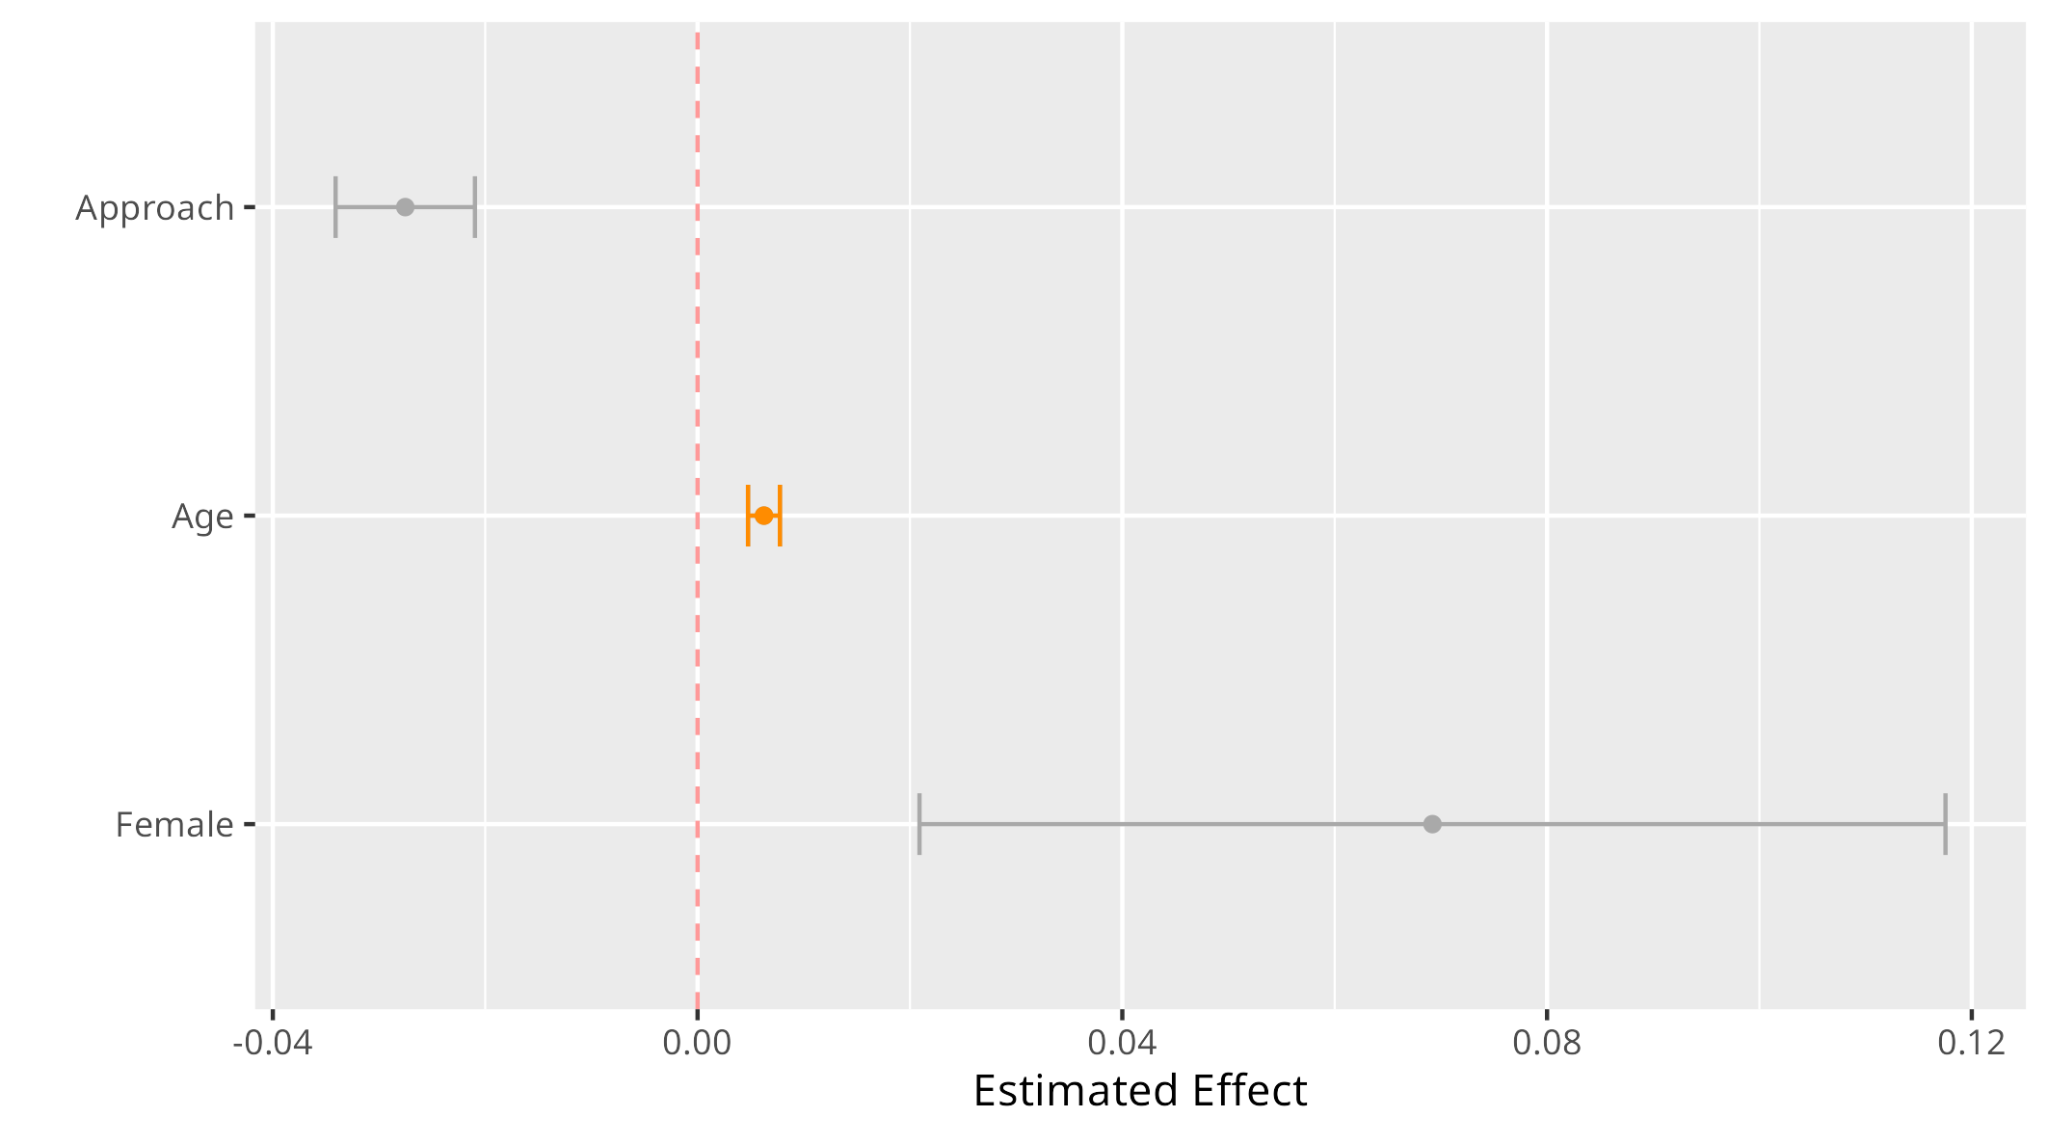 Approach
Age
Female
-0.04 0.00 0.04 0.08 0.12
Estimated Effect